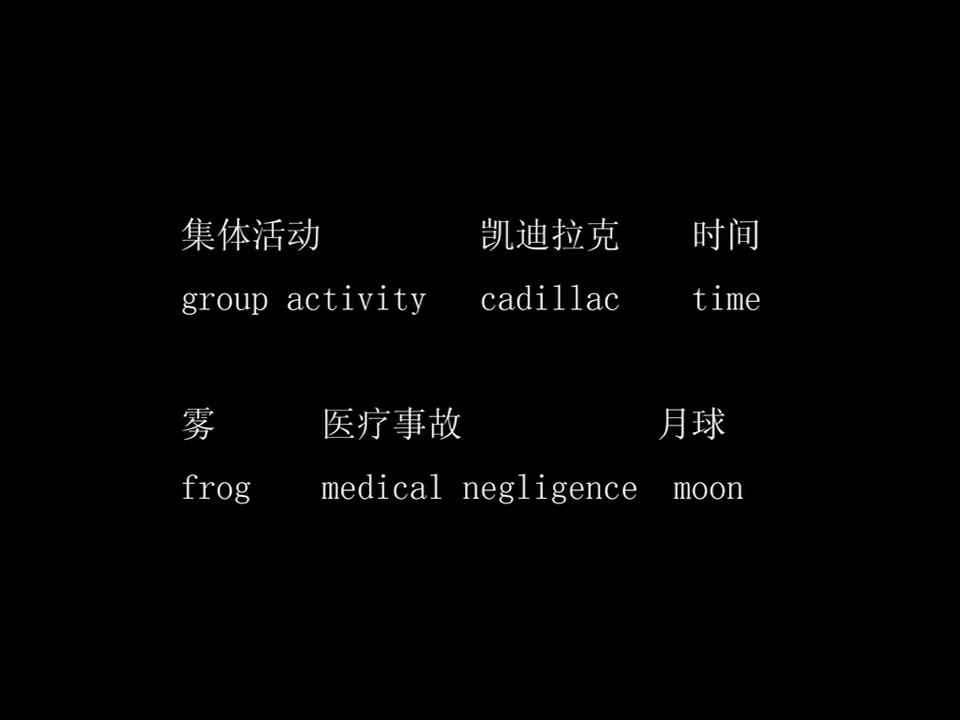 集体活动 凯迪拉克 时间
group activity cadillac time
雾 医疗事故 月球
frog medical negligence moon